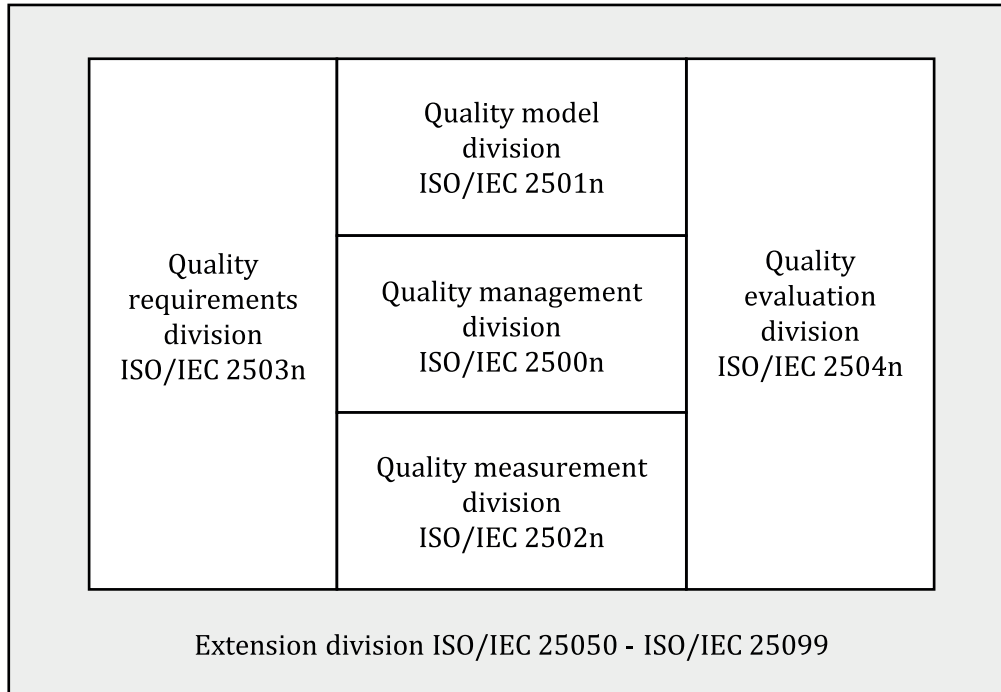 Quality model
division
ISO/IEC 2501n
Quality
requirements
division
ISO/IEC 2503n
Quality management
division
ISO/IEC 2500n
Quality
evaluation
division
ISO/IEC 2504n
Quality measurement
division
ISO/IEC 2502n
Extension division ISO/IEC 25050 - ISO/IEC 25099